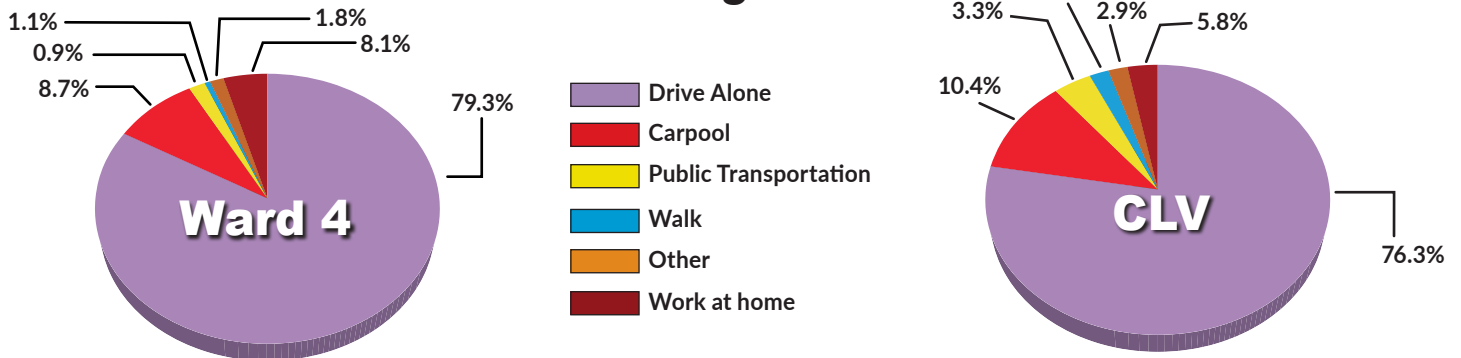 1.1%
1.8%
0.9%
8.1%
8.7%
79.3%
Ward 4
Drive Alone
Carpool
Public Transportation
Walk
Other
Work at home
3.3%
2.9%
5.8%
10.4%
76.3%
CLV